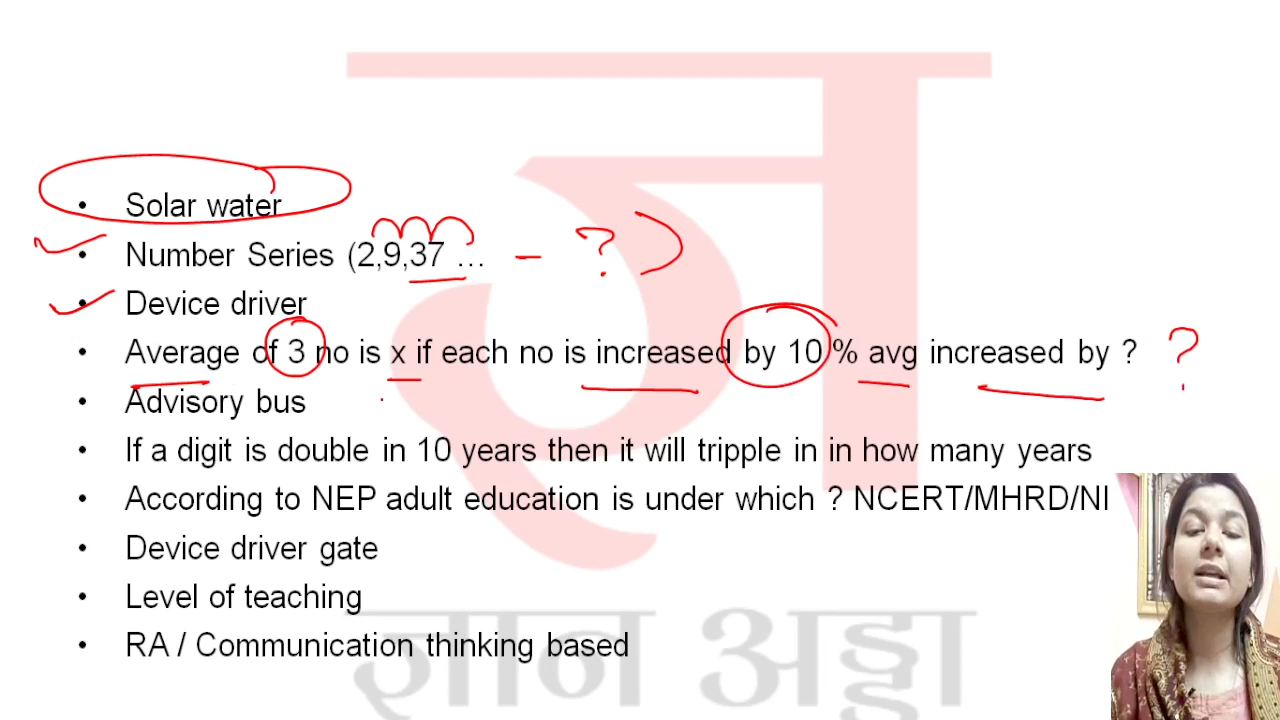 Solar water
Number Series (2,9,37 … – ?)
Device driver
Average of 3 no is x if each no is increased by 10 % avg increased by ? ?
Advisory bus
If a digit is double in 10 years then it will tripple in in how many years
According to NEP adult education is under which ? NCERT/MHRD/NI
Device driver gate
Level of teaching
RA / Communication thinking based
ज्ञान अड्डा